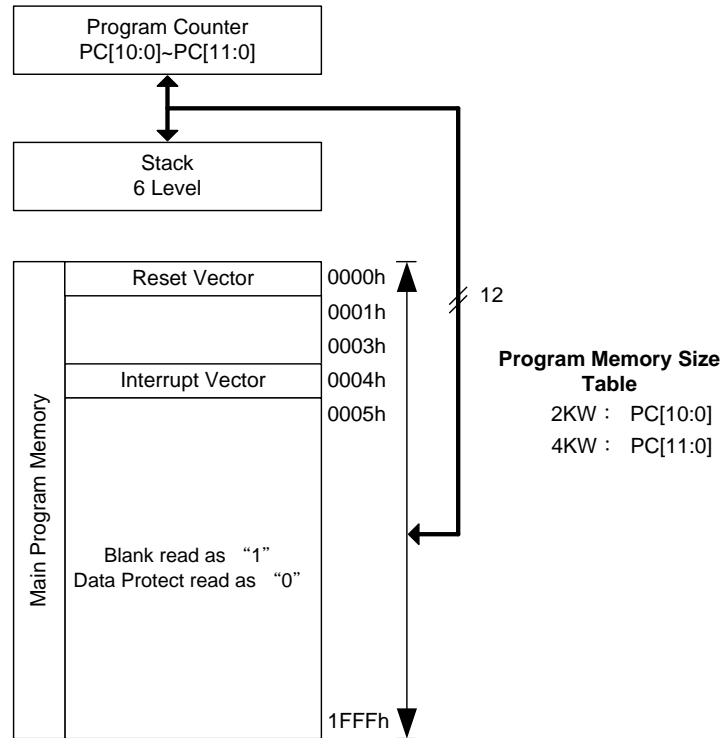 Program Counter
PC[10:0]~PC[11:0]
Stack
6 Level
12
Main Program Memory
Reset Vector
0000h
0001h
0003h
Interrupt Vector
0004h
0005h
Blank read as “1”
Data Protect read as “0”
1FFFh
Program Memory Size
Table
2KW： PC[10:0]
4KW： PC[11:0]